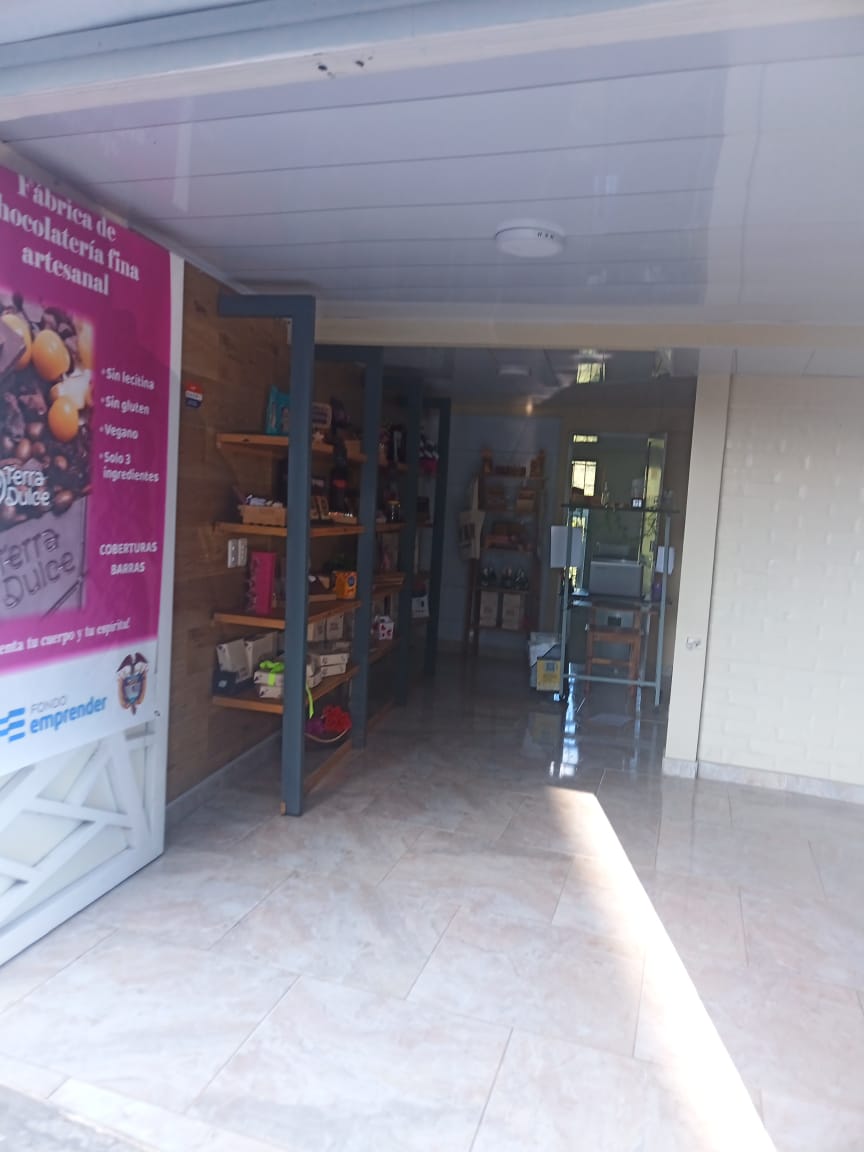 Fábrica de
hocolatería fina
artesanal
• Sin lecitina
• Sin gluten
• Vegano
• Solo 3
ingredientes
Terra
Dulce
Terra
Dulce
COBERTURAS
BARRAS
enta tu cuerpo y tu espíritu!
FONDO
emprender